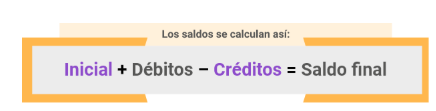 Los saldos se calculan así:
Inicial + Débitos – Créditos = Saldo final